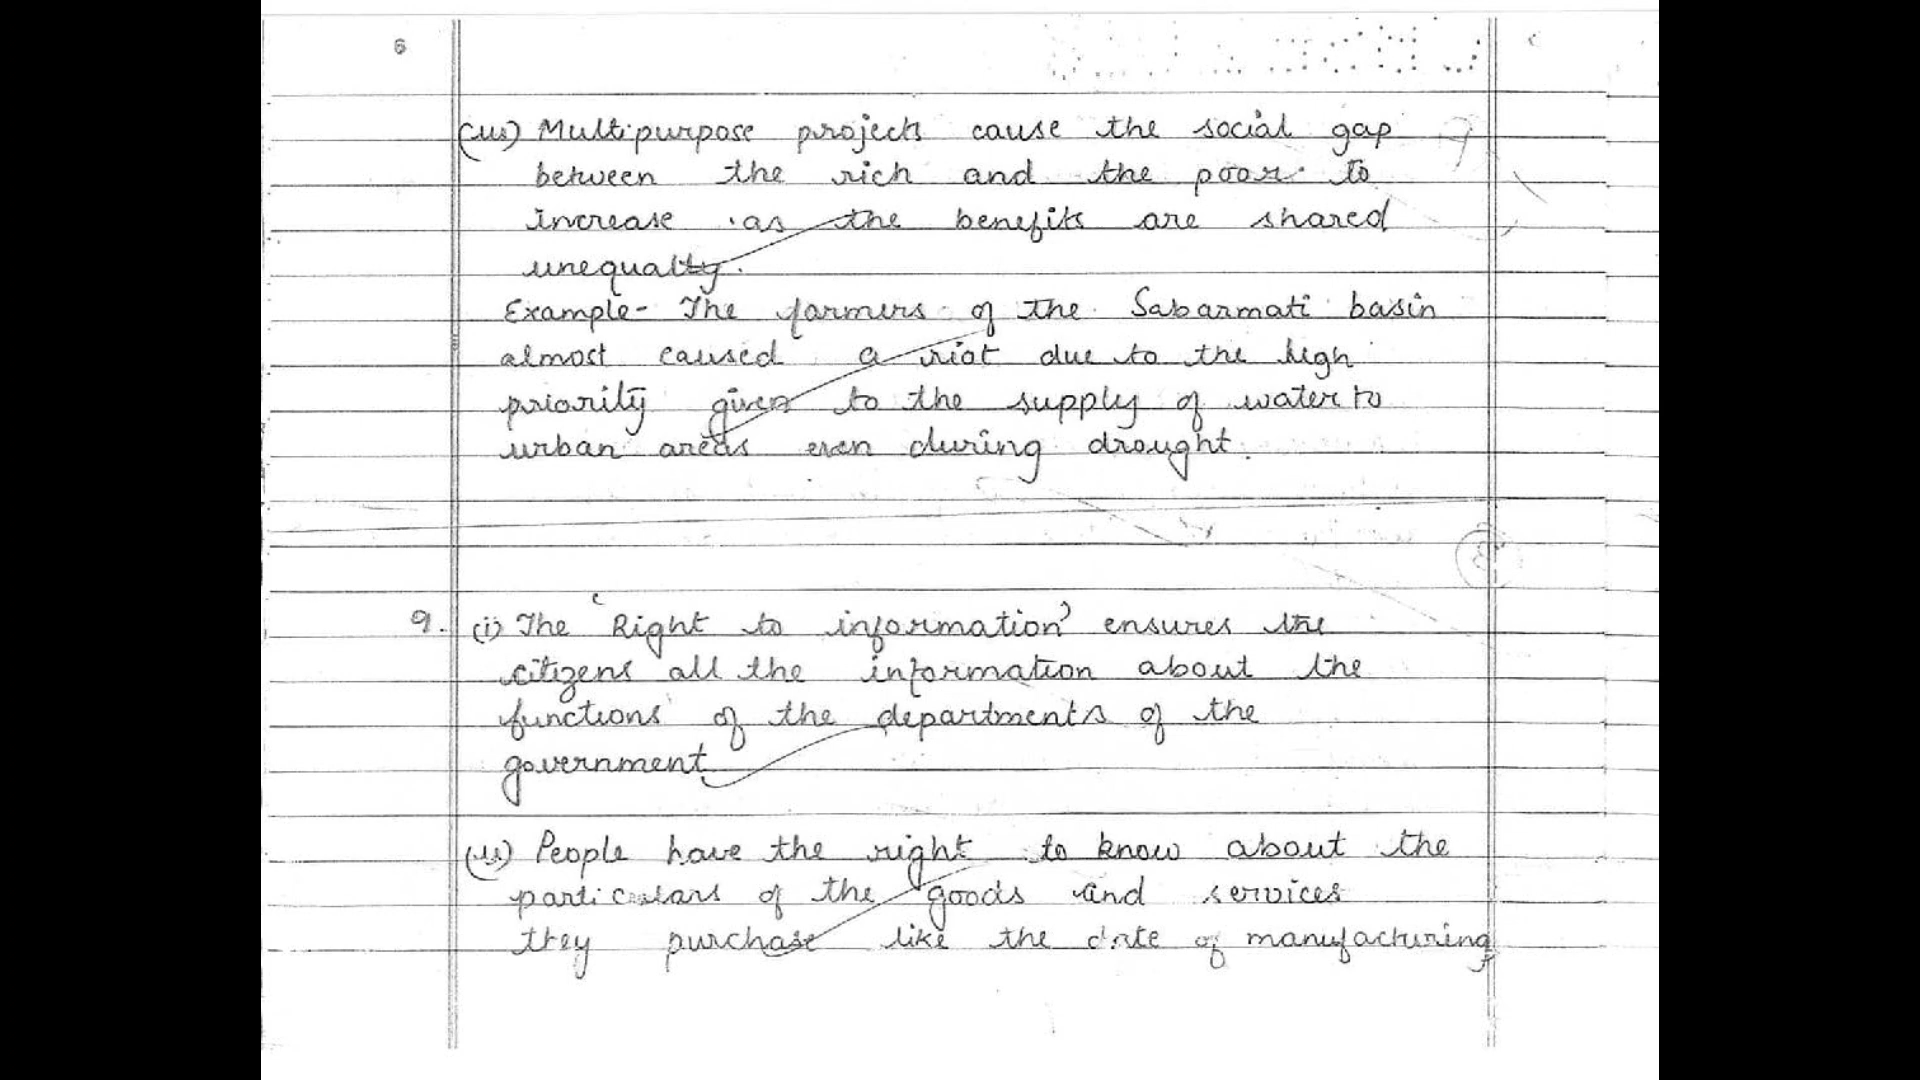 6
(iii) Multipurpose projects cause the social gap
between the rich and the poor to
increase as the benefits are shared
unequalty.
Example- The farmers of the Sabarmati basin
almost caused a riot due to the high
priority given to the supply of water to
urban areas even during drought.
9. (i) The 'Right to information' ensures the
citizens all the information about the
functions of the departments of the
government
(ii) People have the right to know about the
particulars of the goods and services
they purchase like the date of manufacturing,